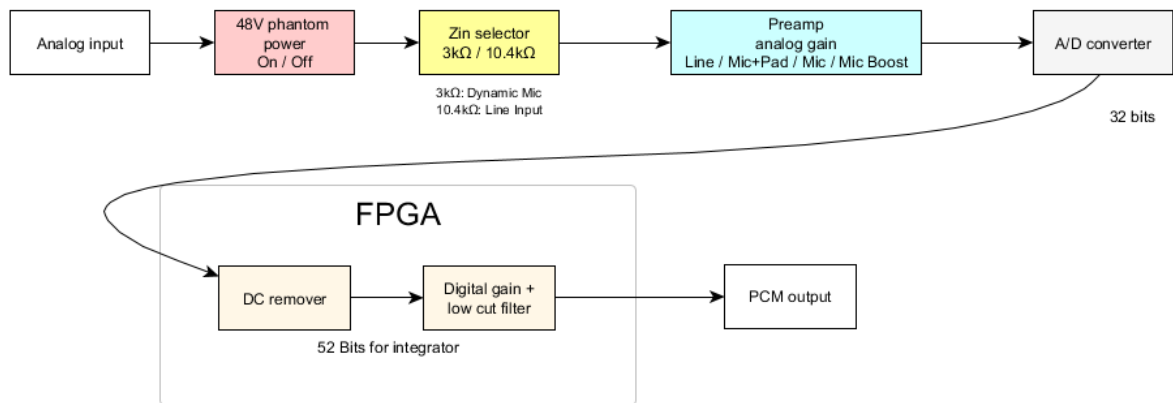 Analog input
48V phantom
power
On / Off
Zin selector
3kΩ / 10.4kΩ
Preamp
analog gain
Line / Mic+Pad / Mic / Mic Boost
A/D converter
3kΩ: Dynamic Mic
10.4kΩ: Line Input
32 bits
FPGA
DC remover
Digital gain +
low cut filter
PCM output
52 Bits for integrator